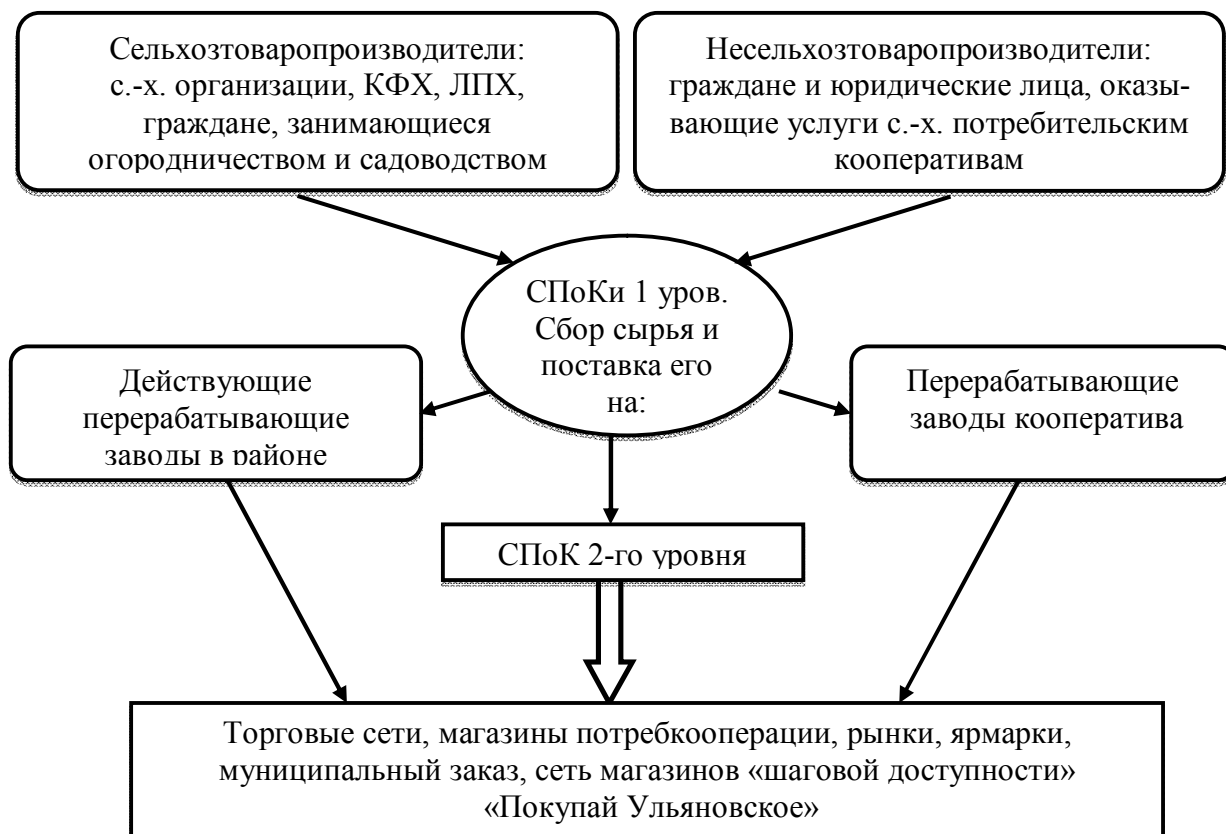 Сельхозтоваропроизводители:
с.-х. организации, КФХ, ЛПХ,
граждане, занимающиеся
огородничеством и садоводством
Несельхозтоваропроизводители:
граждане и юридические лица, оказы-
вающие услуги с.-х. потребительским
кооперативам
СПоКи 1 уров.
Сбор сырья и
поставка его
на:
Действующие
перерабатывающие
заводы в районе
Перерабатывающие
заводы кооператива
СПоК 2-го уровня
Торговые сети, магазины потребкооперации, рынки, ярмарки,
муниципальный заказ, сеть магазинов «шаговой доступности»
«Покупай Ульяновское»